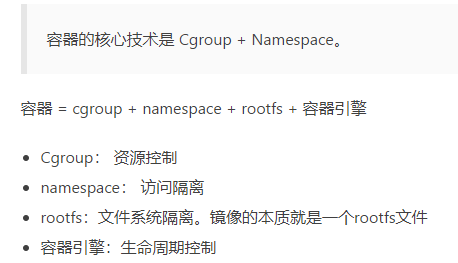 容器的核心技术是 Cgroup + Namespace。
容器 = cgroup + namespace + rootfs + 容器引擎
• Cgroup： 资源控制
• namespace： 访问隔离
• rootfs：文件系统隔离。镜像的本质就是一个rootfs文件
• 容器引擎：生命周期控制